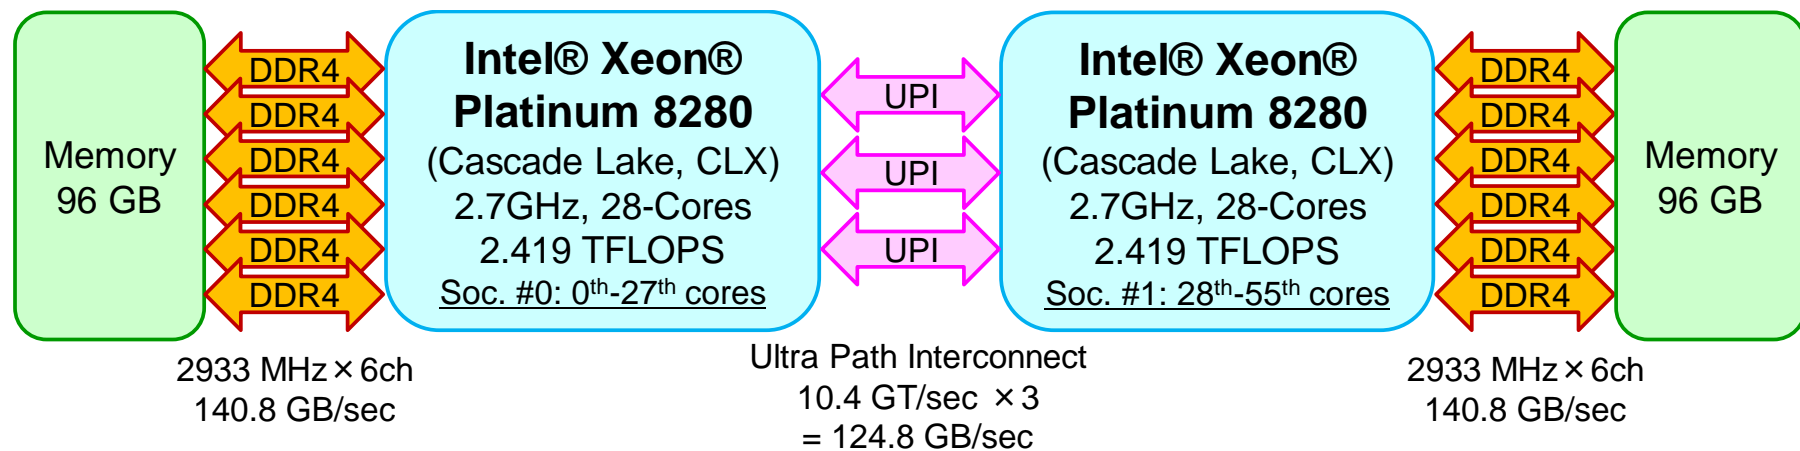 Memory
96 GB
DDR4
DDR4
DDR4
DDR4
DDR4
DDR4
2933 MHz×6ch
140.8 GB/sec
Intel® Xeon®
Platinum 8280
(Cascade Lake, CLX)
2.7GHz, 28-Cores
2.419 TFLOPS
Soc. #0: 0th-27th cores
UPI
UPI
UPI
Ultra Path Interconnect
10.4 GT/sec ×3
= 124.8 GB/sec
Intel® Xeon®
Platinum 8280
(Cascade Lake, CLX)
2.7GHz, 28-Cores
2.419 TFLOPS
Soc. #1: 28th-55th cores
DDR4
DDR4
DDR4
DDR4
DDR4
DDR4
2933 MHz×6ch
140.8 GB/sec
Memory
96 GB